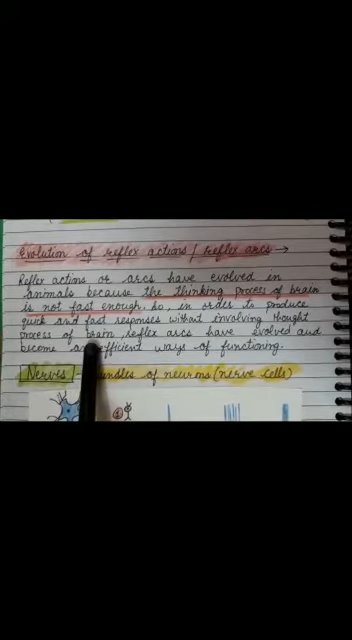 Evolution of reflex actions / reflex arcs →
Reflex actions or arcs have evolved in
animals because the thinking process of brain
is not fast enough. So, in order to produce
quick and fast responses without involving thought
process of brain, reflex arcs have evolved and
become an efficient ways of functioning.
Nerves - Bundles of neurons (nerve cells)
①